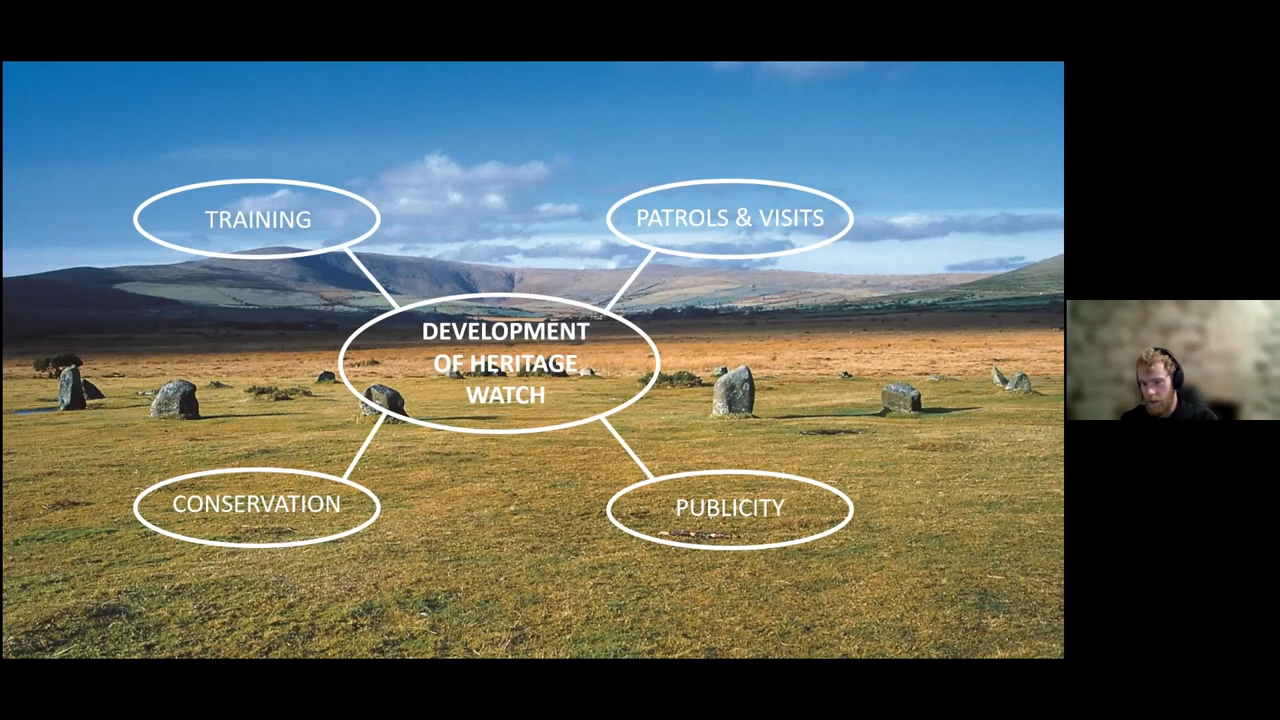 TRAINING
PATROLS & VISITS
DEVELOPMENT
OF HERITAGE
WATCH
CONSERVATION
PUBLICITY